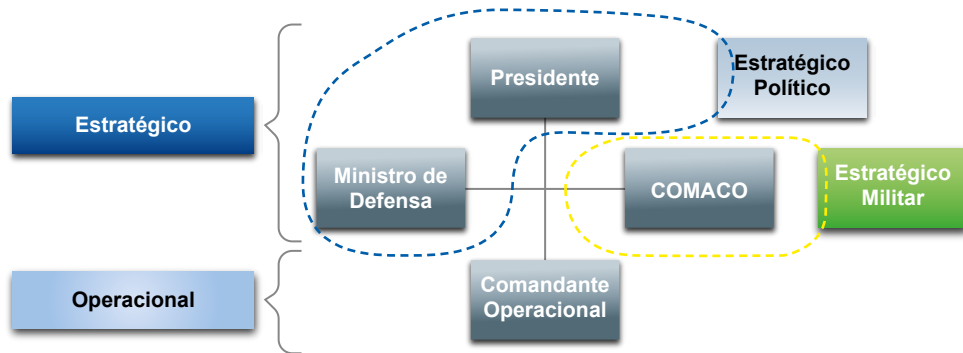 Presidente
Estratégico
Político
Estratégico
Ministro de
Defensa
COMACO
Estratégico
Militar
Operacional
Comandante
Operacional